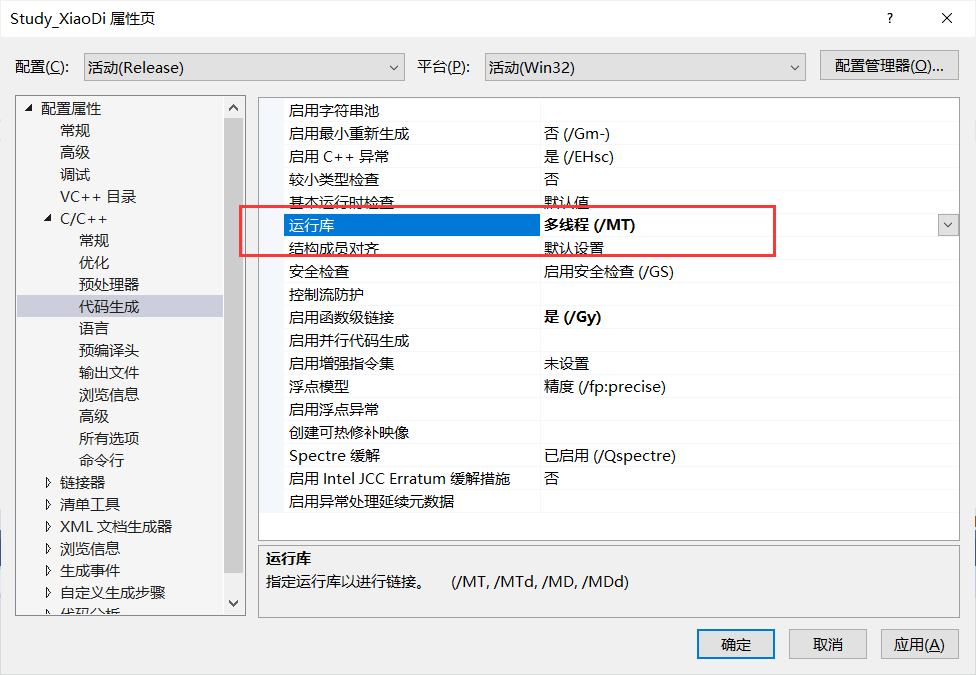 Study_XiaoDi 属性页
配置(C): 活动(Release) 平台(P): 活动(Win32) 配置管理器(O)...
配置属性
常规
高级
调试
VC++ 目录
C/C++
常规
优化
预处理器
代码生成
语言
预编译头
输出文件
浏览信息
高级
所有选项
命令行
链接器
清单工具
XML 文档生成器
浏览信息
生成事件
自定义生成步骤
代码分析
启用字符串池
启用最小重新生成 否 (/Gm-)
启用 C++ 异常 是 (/EHsc)
较小类型检查 否
基本运行时检查 默认值
运行库 多线程 (/MT)
结构成员对齐 默认设置
安全检查 启用安全检查 (/GS)
控制流防护
启用函数级链接 是 (/Gy)
启用并行代码生成
启用增强指令集 未设置
浮点模型 精度 (/fp:precise)
启用浮点异常
创建可热修补映像
Spectre 缓解 已启用 (/Qspectre)
启用 Intel JCC Erratum 缓解措施 否
启用异常处理延续元数据
运行库
指定运行库以进行链接。 (/MT, /MTd, /MD, /MDd)
确定 取消 应用(A)